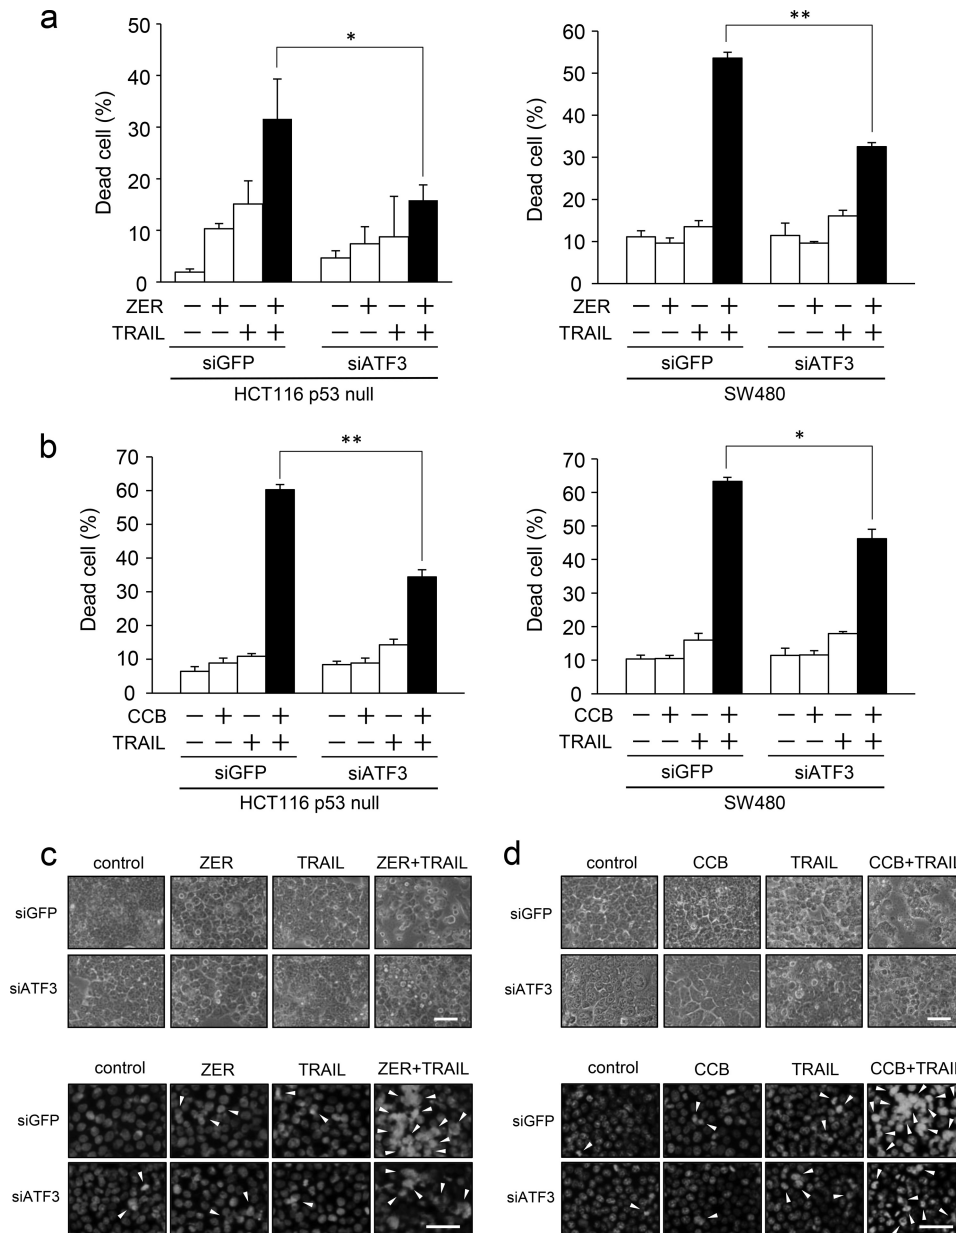 a
50
40
30
20
10
0
Dead cell (%)
*
ZER − + − + − + − +
TRAIL − − + + − − + +
siGFP siATF3
HCT116 p53 null
60
50
40
30
20
10
0
Dead cell (%)
**
ZER − + − + − + − +
TRAIL − − + + − − + +
siGFP siATF3
SW480
b
70
60
50
40
30
20
10
0
Dead cell (%)
**
CCB − + − + − + − +
TRAIL − − + + − − + +
siGFP siATF3
HCT116 p53 null
70
60
50
40
30
20
10
0
Dead cell (%)
*
CCB − + − + − + − +
TRAIL − − + + − − + +
siGFP siATF3
SW480
c
control ZER TRAIL ZER+TRAIL
siGFP
siATF3
control ZER TRAIL ZER+TRAIL
siGFP
siATF3
d
control CCB TRAIL CCB+TRAIL
siGFP
siATF3
control CCB TRAIL CCB+TRAIL
siGFP
siATF3